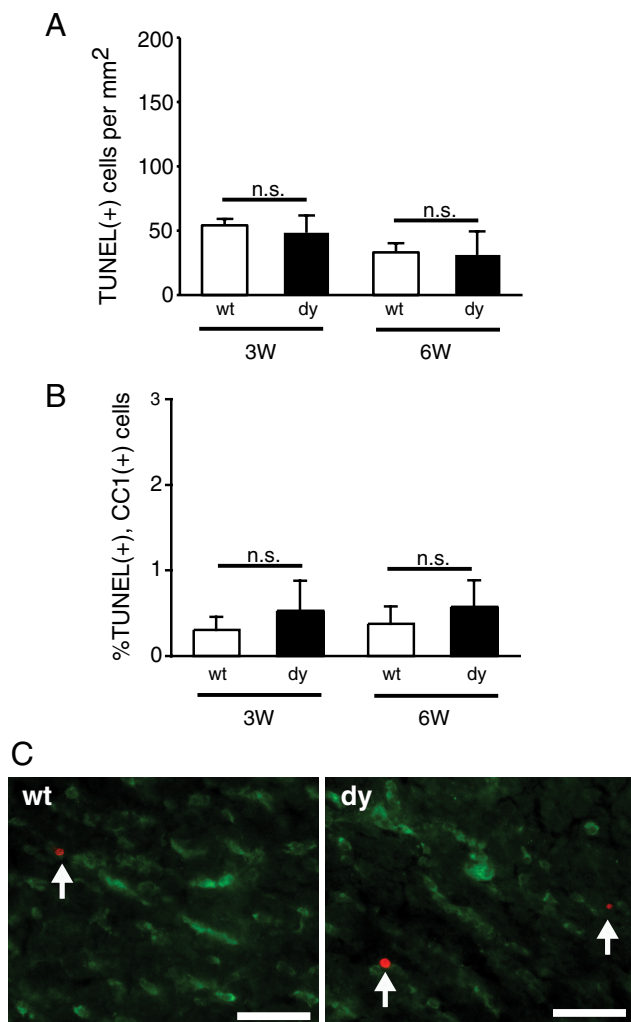 A
TUNEL(+) cells per mm²
200
150
100
50
0
n.s.
n.s.
wt
dy
wt
dy
3W
6W
B
%TUNEL(+), CC1(+) cells
3
2
1
0
n.s.
n.s.
wt
dy
wt
dy
3W
6W
C
wt
dy